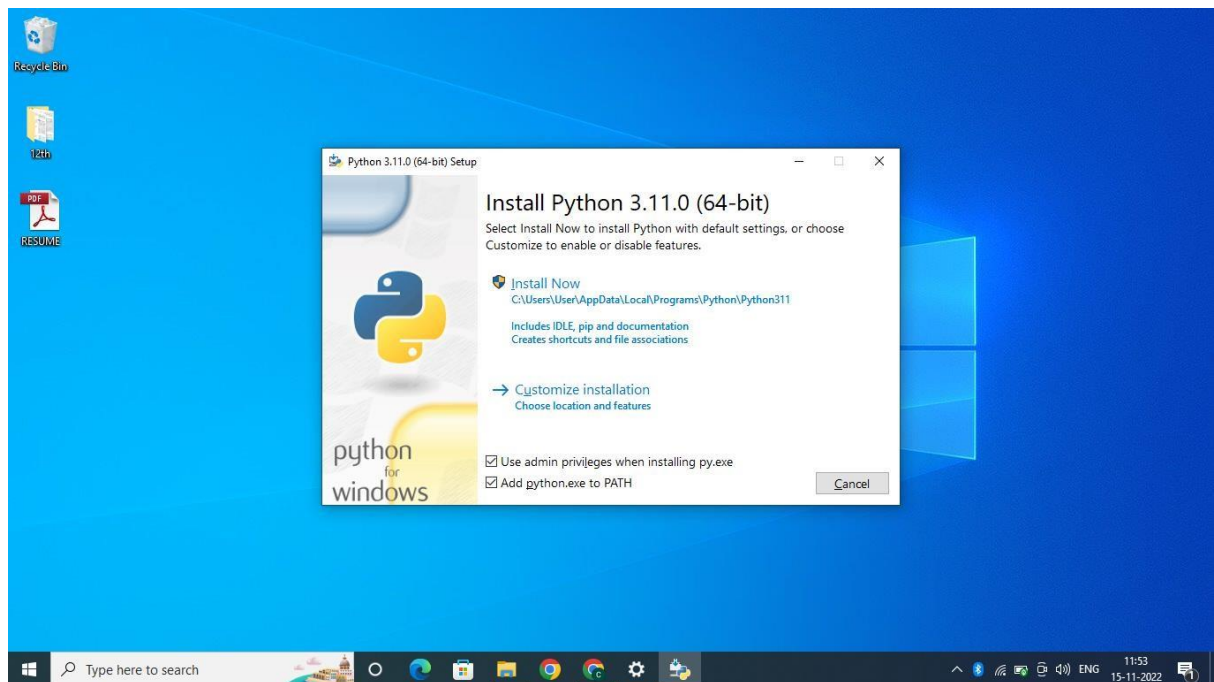 Recycle Bin
12th
PDF
RESUME
Python 3.11.0 (64-bit) Setup
Install Python 3.11.0 (64-bit)
Select Install Now to install Python with default settings, or choose
Customize to enable or disable features.
Install Now
C:\Users\User\AppData\Local\Programs\Python\Python311
Includes IDLE, pip and documentation
Creates shortcuts and file associations
Customize installation
Choose location and features
Use admin privileges when installing py.exe
Add python.exe to PATH
Cancel
python
for
windows
Type here to search
ENG
11:53
15-11-2022
1